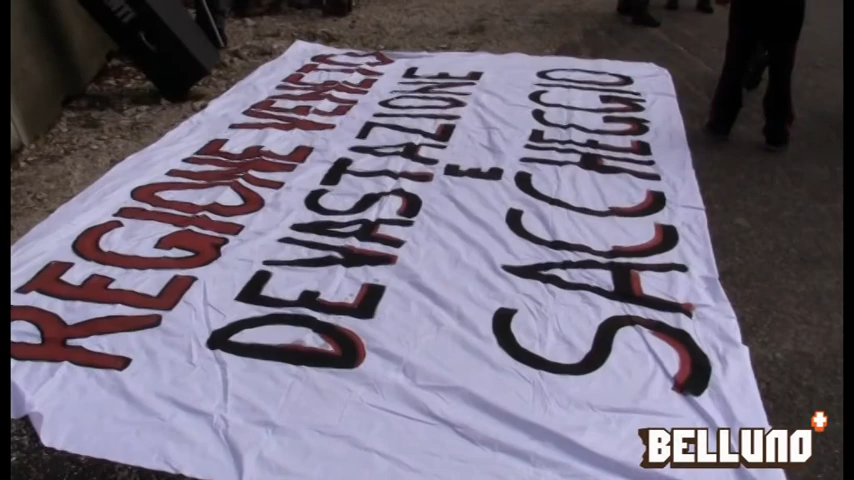 REGIONE VENETO
DEVASTAZIONE
E
SACCHEGGIO
BELLUNO+